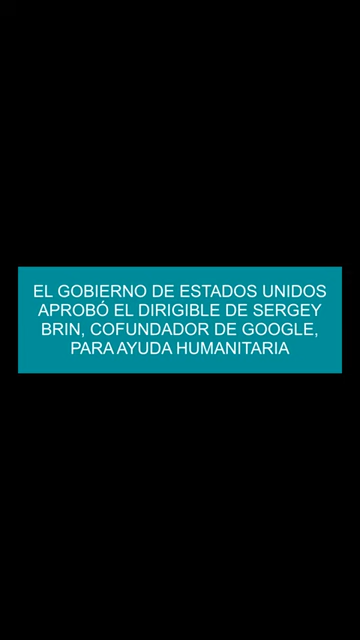 EL GOBIERNO DE ESTADOS UNIDOS
APROBÓ EL DIRIGIBLE DE SERGEY
BRIN, COFUNDADOR DE GOOGLE,
PARA AYUDA HUMANITARIA